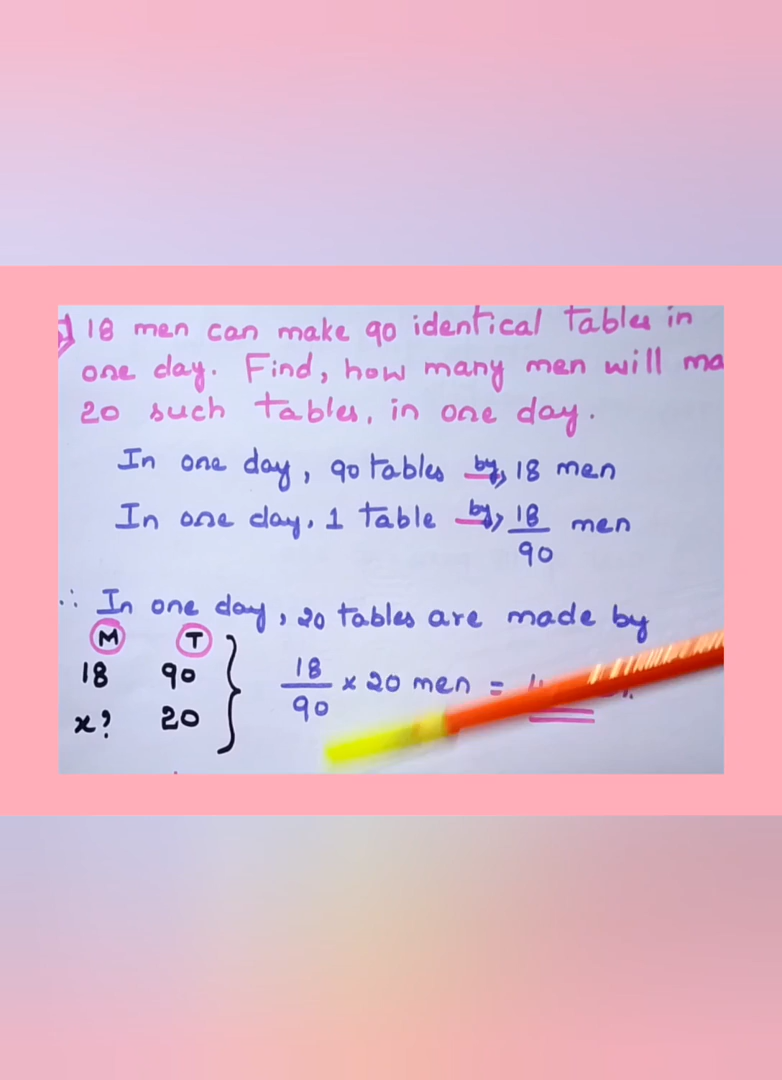 18 men can make 90 identical tables in
one day. Find, how many men will ma
20 such tables, in one day.
In one day, 90 tables by, 18 men
In one day, 1 table by, 18/90 men
∴ In one day, 20 tables are made by
M T
18 90
x? 20
18/90 × 20 men =